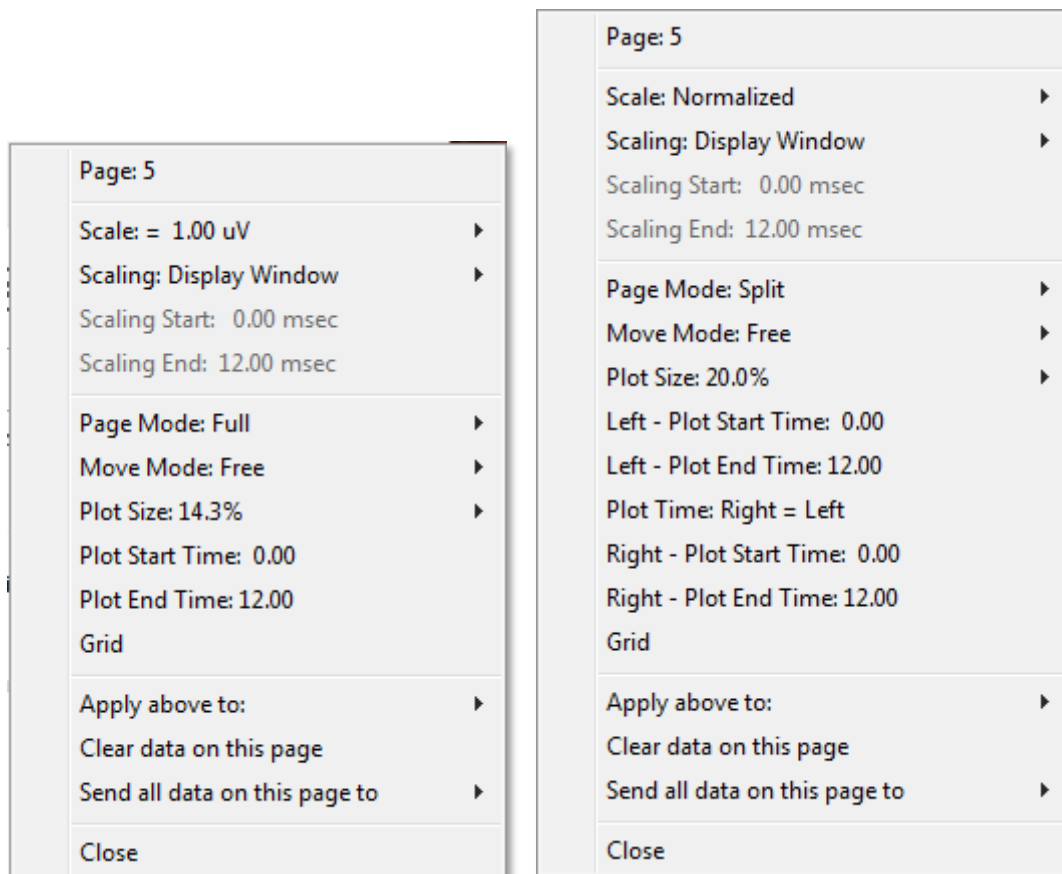 Page: 5
Scale: = 1.00 uV
Scaling: Display Window
Scaling Start: 0.00 msec
Scaling End: 12.00 msec
Page Mode: Full
Move Mode: Free
Plot Size: 14.3%
Plot Start Time: 0.00
Plot End Time: 12.00
Grid
Apply above to:
Clear data on this page
Send all data on this page to
Close
Page: 5
Scale: Normalized
Scaling: Display Window
Scaling Start: 0.00 msec
Scaling End: 12.00 msec
Page Mode: Split
Move Mode: Free
Plot Size: 20.0%
Left - Plot Start Time: 0.00
Left - Plot End Time: 12.00
Plot Time: Right = Left
Right - Plot Start Time: 0.00
Right - Plot End Time: 12.00
Grid
Apply above to:
Clear data on this page
Send all data on this page to
Close